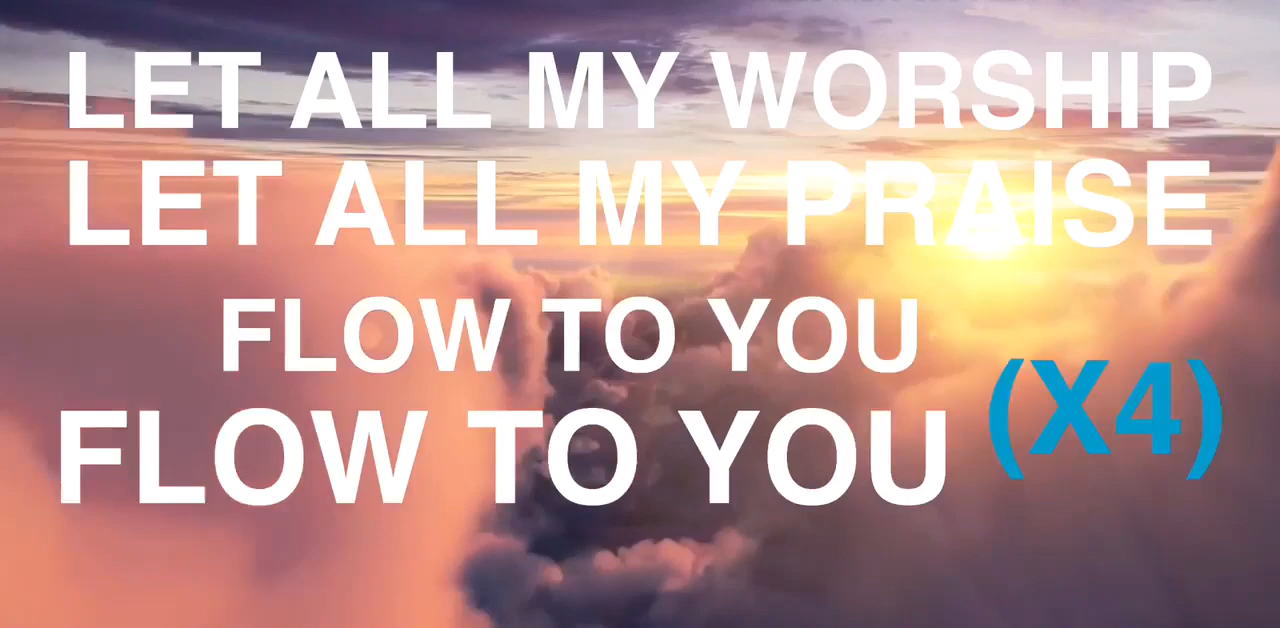 LET ALL MY WORSHIP
LET ALL MY PRAISE
FLOW TO YOU
FLOW TO YOU (X4)